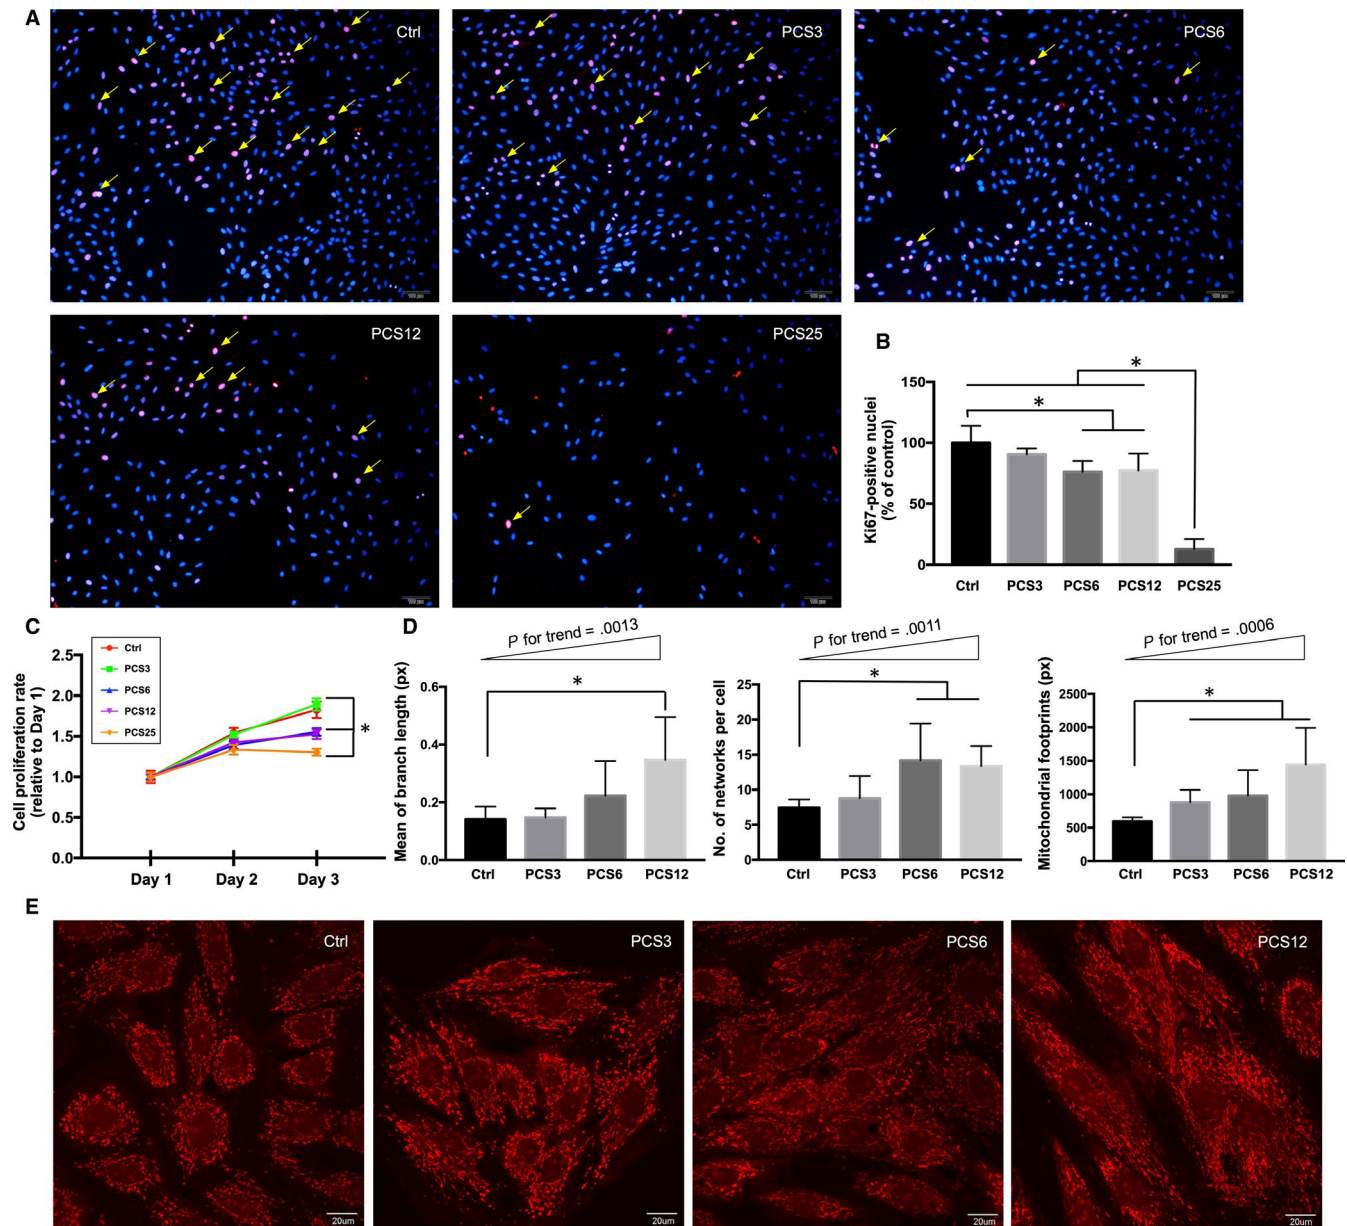 A
Ctrl
PCS3
PCS6
PCS12
PCS25
B
*
*
150
100
50
0
Ki67-positive nuclei
(% of control)
Ctrl PCS3 PCS6 PCS12 PCS25
C
Ctrl
PCS3
PCS6
PCS12
PCS25
2.5
2.0
1.5
1.0
0.5
0.0
Cell proliferation rate
(relative to Day 1)
*
Day 1 Day 2 Day 3
D
P for trend = .0013
*
0.6
0.4
0.2
0.0
Mean of branch length (px)
Ctrl PCS3 PCS6 PCS12
P for trend = .0011
*
25
20
15
10
5
0
No. of networks per cell
Ctrl PCS3 PCS6 PCS12
P for trend = .0006
*
2500
2000
1500
1000
500
0
Mitochondrial footprints (px)
Ctrl PCS3 PCS6 PCS12
E
Ctrl
20um
PCS3
20um
PCS6
20um
PCS12
20um